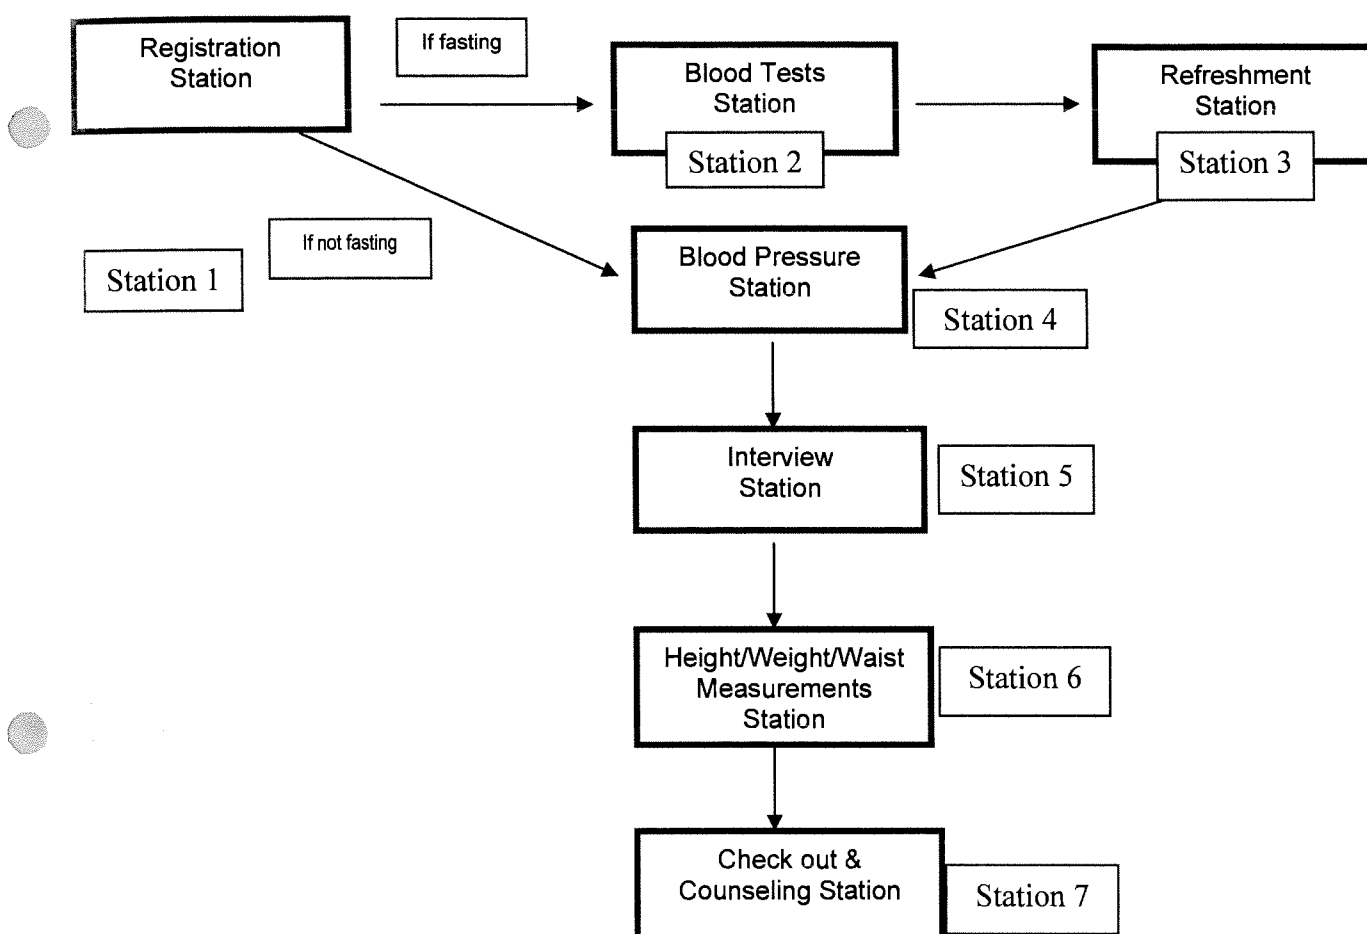 Registration
Station
If fasting
Blood Tests
Station
Station 2
Refreshment
Station
Station 3
If not fasting
Station 1
Blood Pressure
Station
Station 4
Interview
Station
Station 5
Height/Weight/Waist
Measurements
Station
Station 6
Check out &
Counseling Station
Station 7